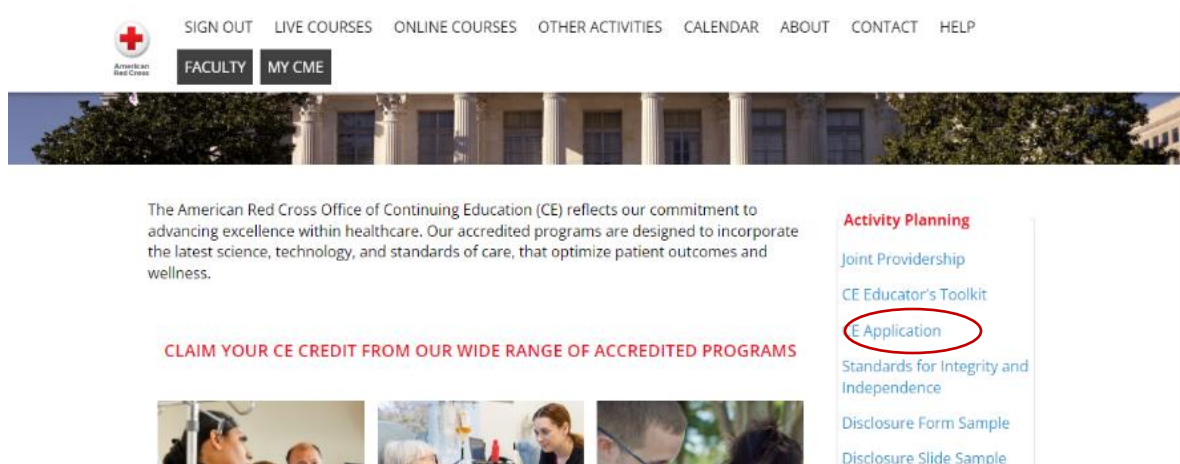 SIGN OUT LIVE COURSES ONLINE COURSES OTHER ACTIVITIES CALENDAR ABOUT CONTACT HELP
American
Red Cross
FACULTY MY CME
The American Red Cross Office of Continuing Education (CE) reflects our commitment to
advancing excellence within healthcare. Our accredited programs are designed to incorporate
the latest science, technology, and standards of care, that optimize patient outcomes and
wellness.
CLAIM YOUR CE CREDIT FROM OUR WIDE RANGE OF ACCREDITED PROGRAMS
Activity Planning
Joint Providership
CE Educator's Toolkit
CE Application
Standards for Integrity and
Independence
Disclosure Form Sample
Disclosure Slide Sample